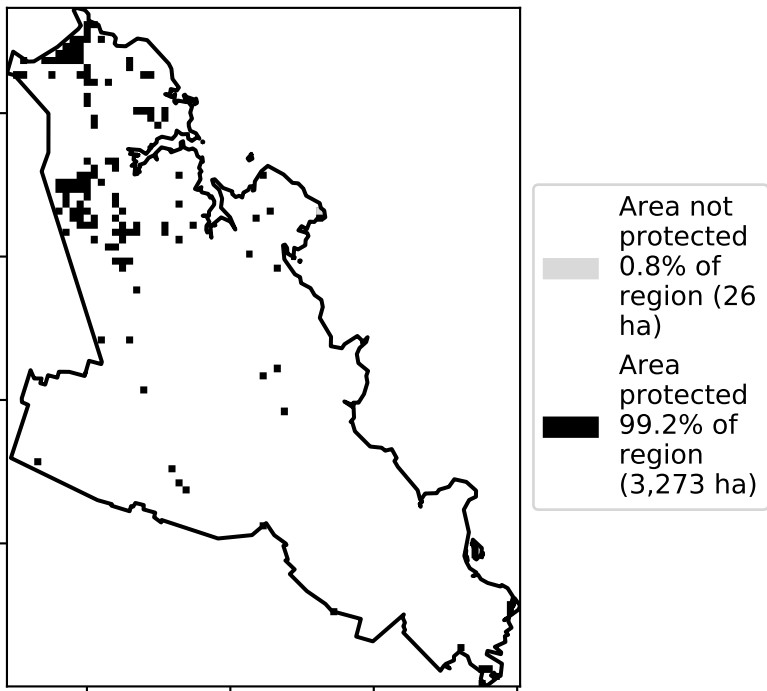 Area not
protected
0.8% of
region (26
ha)
Area
protected
99.2% of
region
(3,273 ha)